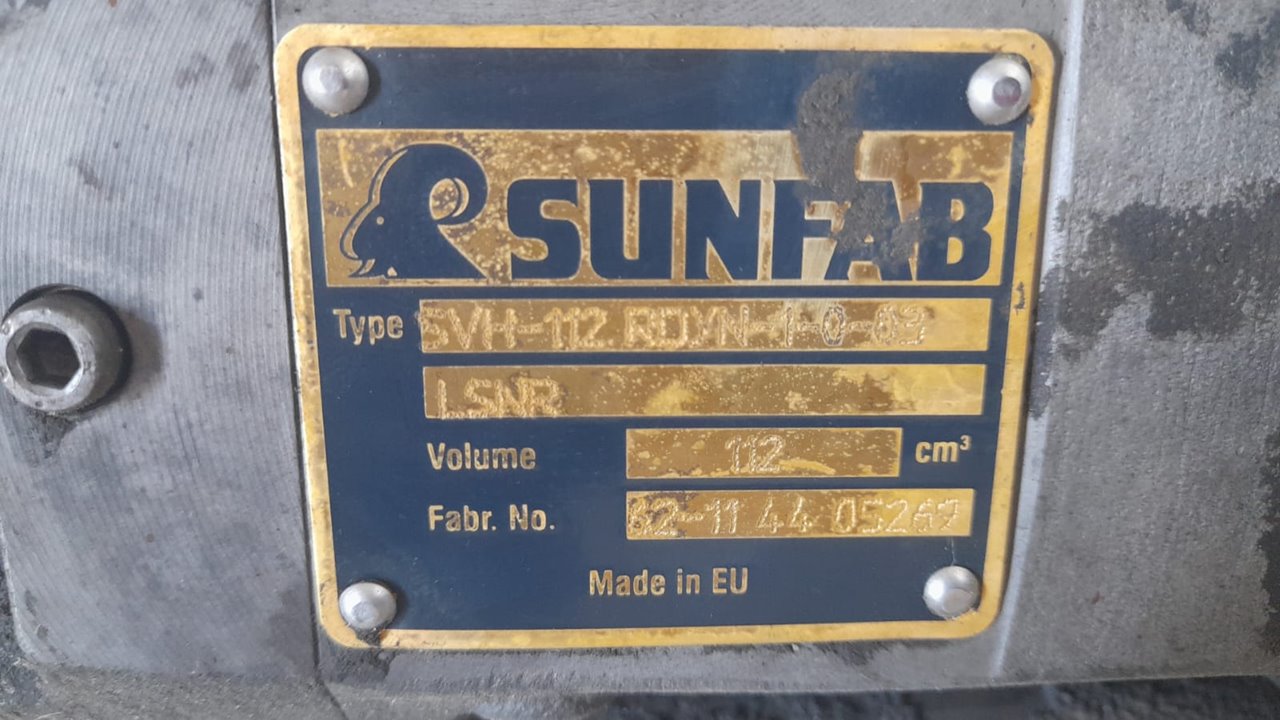 SUNFAB
Type SVH-112 RDYN-1-0-03
LSNR
Volume 112 cm³
Fabr. No. 62-11 44 05267
Made in EU